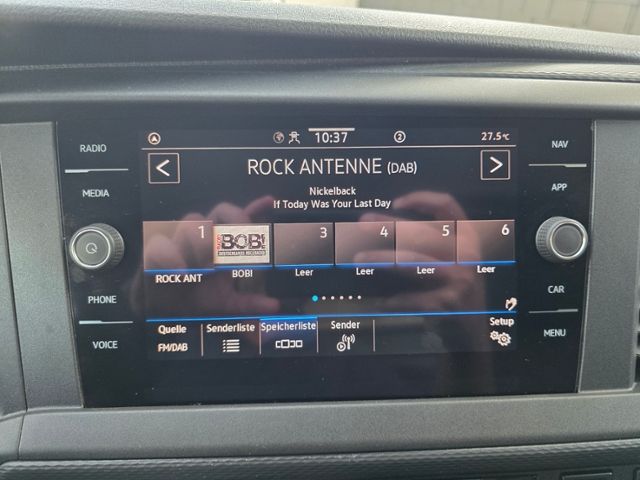 RADIO
MEDIA
PHONE
VOICE
10:37
2
27.5°C
ROCK ANTENNE (DAB)
Nickelback
If Today Was Your Last Day
1
3
4
5
6
RADIO
BOB!
ROCK ANT
BOBI
Leer
Leer
Leer
Leer
Quelle
FM/DAB
Senderliste
Speicherliste
Sender
Setup
NAV
APP
CAR
MENU